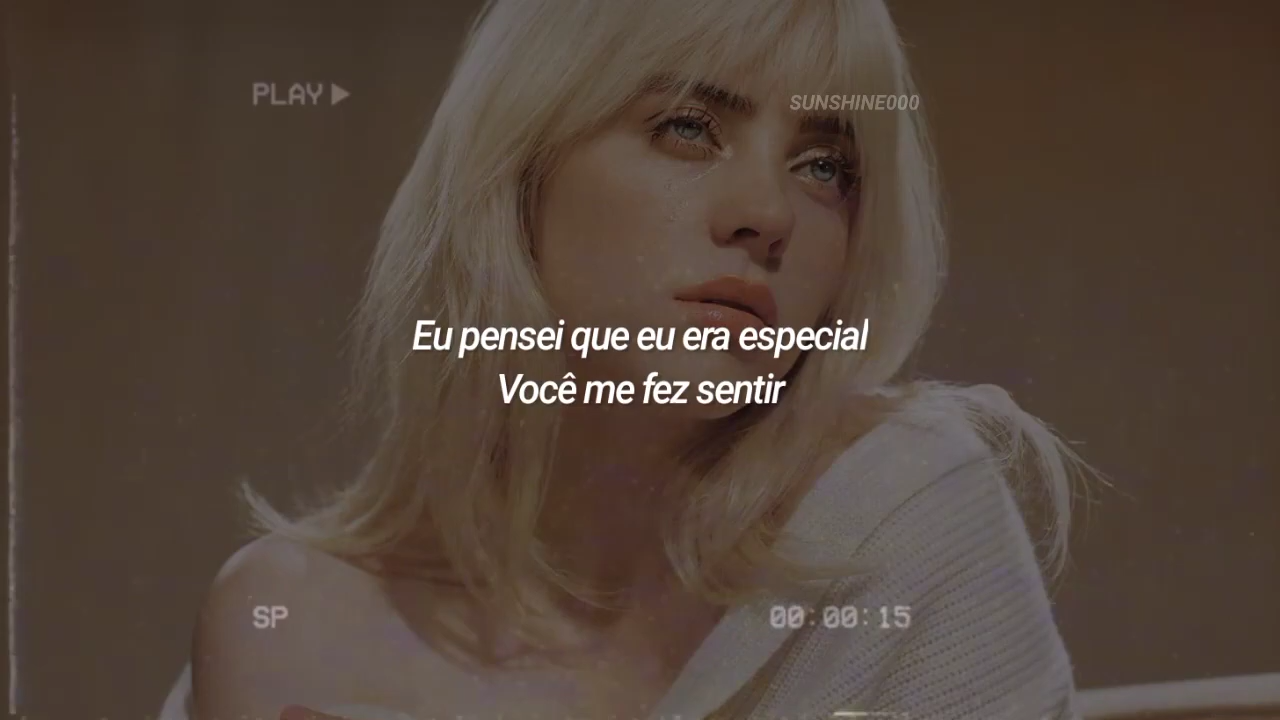 PLAY
SUNSHINE000
Eu pensei que eu era especial
Você me fez sentir
SP
00:00:15